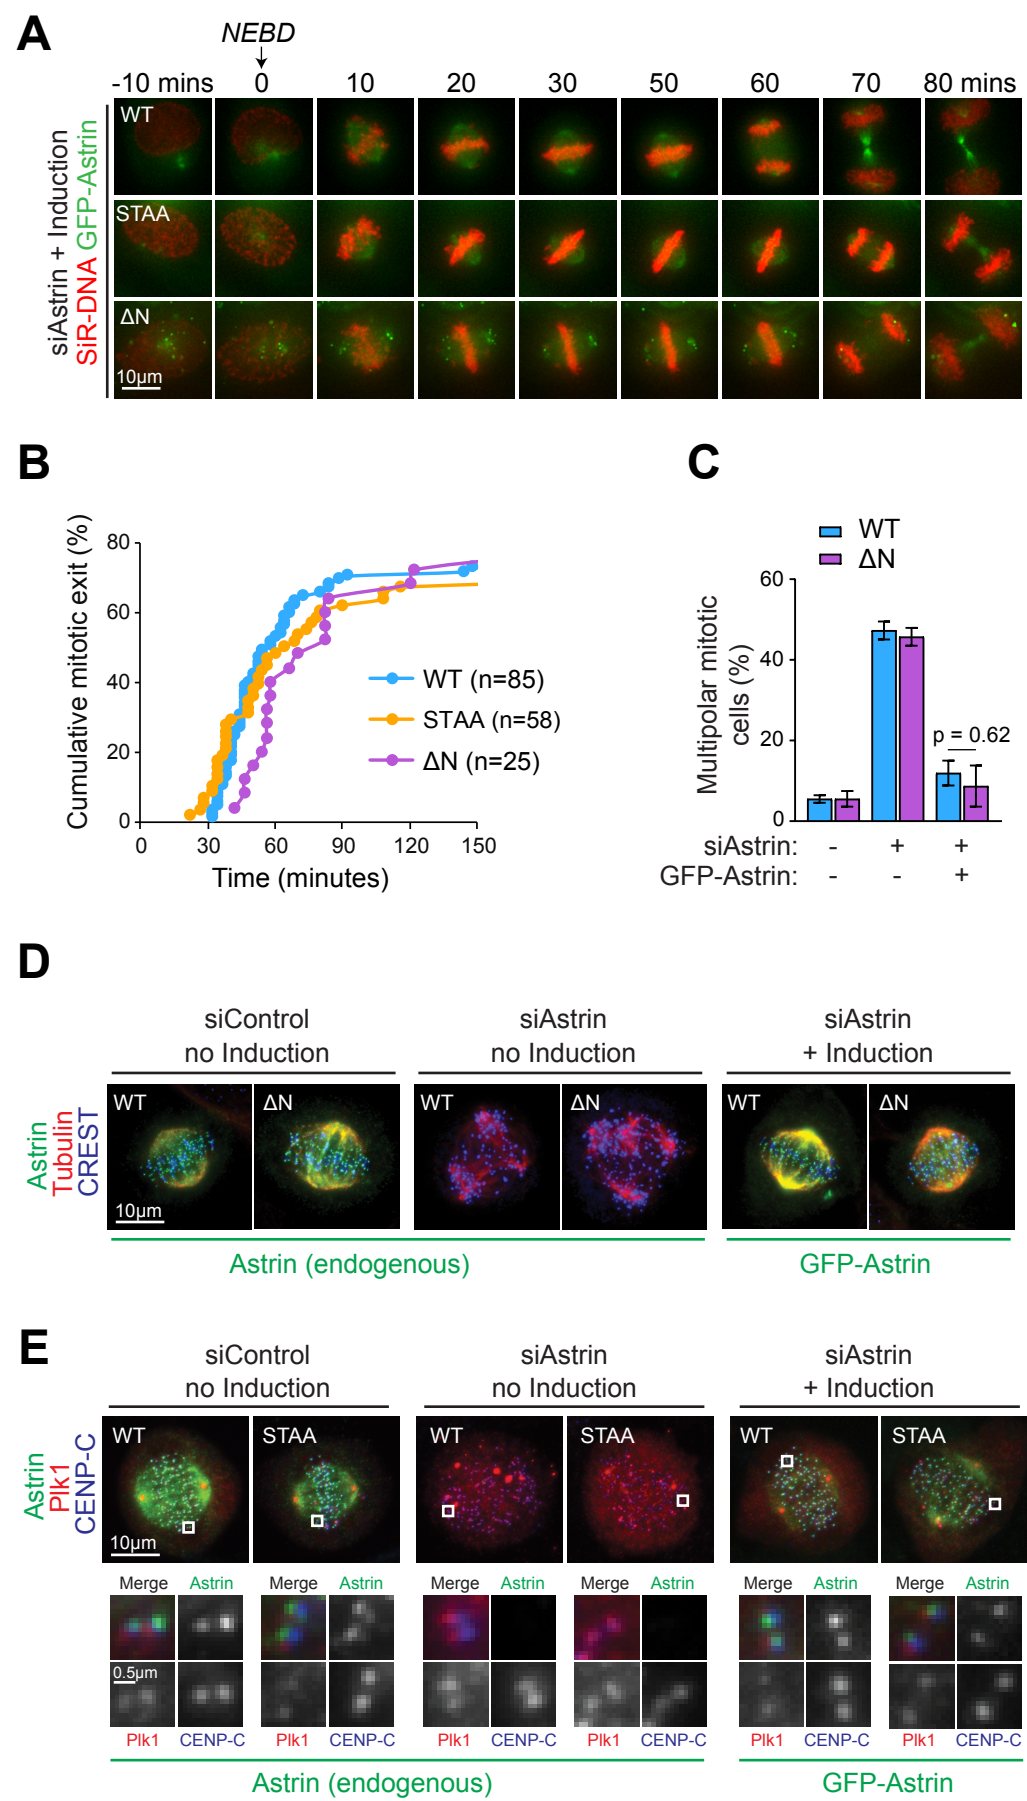 A
NEBD
-10 mins 0 10 20 30 50 60 70 80 mins
siAstrin + Induction
SiR-DNA GFP-Astrin
WT
STAA
ΔN
10μm
B
Cumulative mitotic exit (%)
80
60
40
20
0
0 30 60 90 120 150
Time (minutes)
WT (n=85)
STAA (n=58)
ΔN (n=25)
C
WT
ΔN
Multipolar mitotic
cells (%)
60
40
20
0
p = 0.62
siAstrin: - + +
GFP-Astrin: - - +
D
siControl
no Induction
siAstrin
no Induction
siAstrin
+ Induction
Astrin
Tubulin
CREST
WT ΔN WT ΔN WT ΔN
10μm
Astrin (endogenous)
GFP-Astrin
E
siControl
no Induction
siAstrin
no Induction
siAstrin
+ Induction
Astrin
Plk1
CENP-C
WT STAA WT STAA WT STAA
10μm
Merge Astrin Merge Astrin Merge Astrin Merge Astrin Merge Astrin Merge Astrin
0.5μm
Plk1 CENP-C Plk1 CENP-C Plk1 CENP-C Plk1 CENP-C Plk1 CENP-C Plk1 CENP-C
Astrin (endogenous)
GFP-Astrin